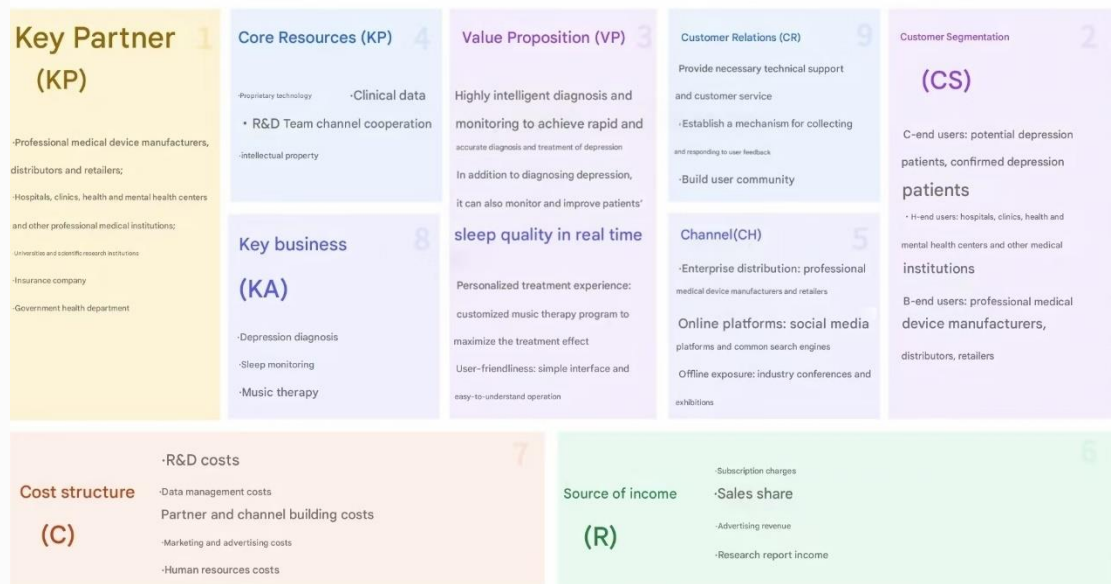 Key Partner
1
(KP)
·Professional medical device manufacturers,
distributors and retailers;
·Hospitals, clinics, health and mental health centers
and other professional medical institutions;
·Universities and scientific research institutions
·Insurance company
·Government health department
Core Resources (KP)
4
·Proprietary technology
·Clinical data
· R&D Team channel cooperation
·intellectual property
Key business
8
(KA)
·Depression diagnosis
·Sleep monitoring
·Music therapy
Value Proposition (VP)
3
Highly intelligent diagnosis and
monitoring to achieve rapid and
accurate diagnosis and treatment of depression
In addition to diagnosing depression,
it can also monitor and improve patients'
sleep quality in real time
Personalized treatment experience:
customized music therapy program to
maximize the treatment effect
User-friendliness: simple interface and
easy-to-understand operation
Customer Relations (CR)
9
Provide necessary technical support
and customer service
·Establish a mechanism for collecting
and responding to user feedback
·Build user community
Channel(CH)
5
·Enterprise distribution: professional
medical device manufacturers and retailers
Online platforms: social media
platforms and common search engines
Offline exposure: industry conferences and
exhibitions
Customer Segmentation
2
(CS)
C-end users: potential depression
patients, confirmed depression
patients
· H-end users: hospitals, clinics, health and
mental health centers and other medical
institutions
B-end users: professional medical
device manufacturers,
distributors, retailers
Cost structure
(C)
7
·R&D costs
·Data management costs
Partner and channel building costs
·Marketing and advertising costs
·Human resources costs
Source of income
(R)
6
·Subscription charges
·Sales share
·Advertising revenue
·Research report income